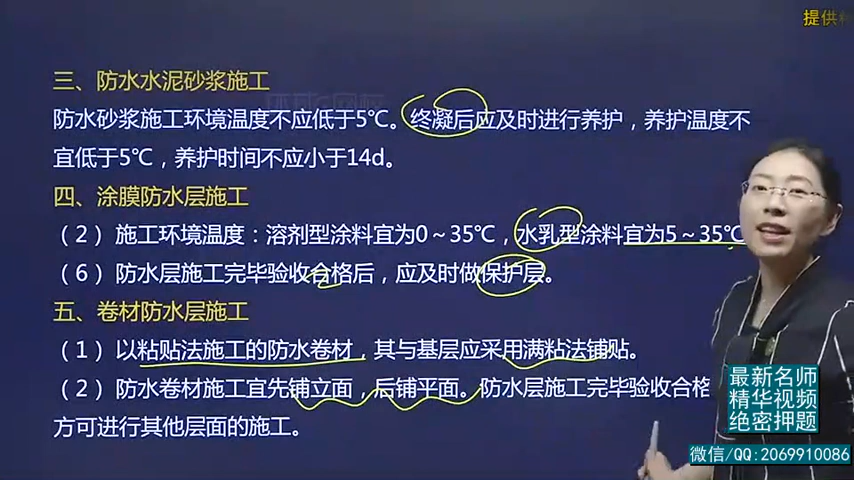 提供
三、防水水泥砂浆施工
防水砂浆施工环境温度不应低于5℃。终凝后应及时进行养护，养护温度不
宜低于5℃，养护时间不应小于14d。
四、涂膜防水层施工
（2）施工环境温度：溶剂型涂料宜为0～35℃，水乳型涂料宜为5～35℃
（6）防水层施工完毕验收合格后，应及时做保护层。
五、卷材防水层施工
（1）以粘贴法施工的防水卷材，其与基层应采用满粘法铺贴。
（2）防水卷材施工宜先铺立面，后铺平面。防水层施工完毕验收合格
方可进行其他层面的施工。
最新名师
精华视频
绝密押题
微信/QQ:2069910086